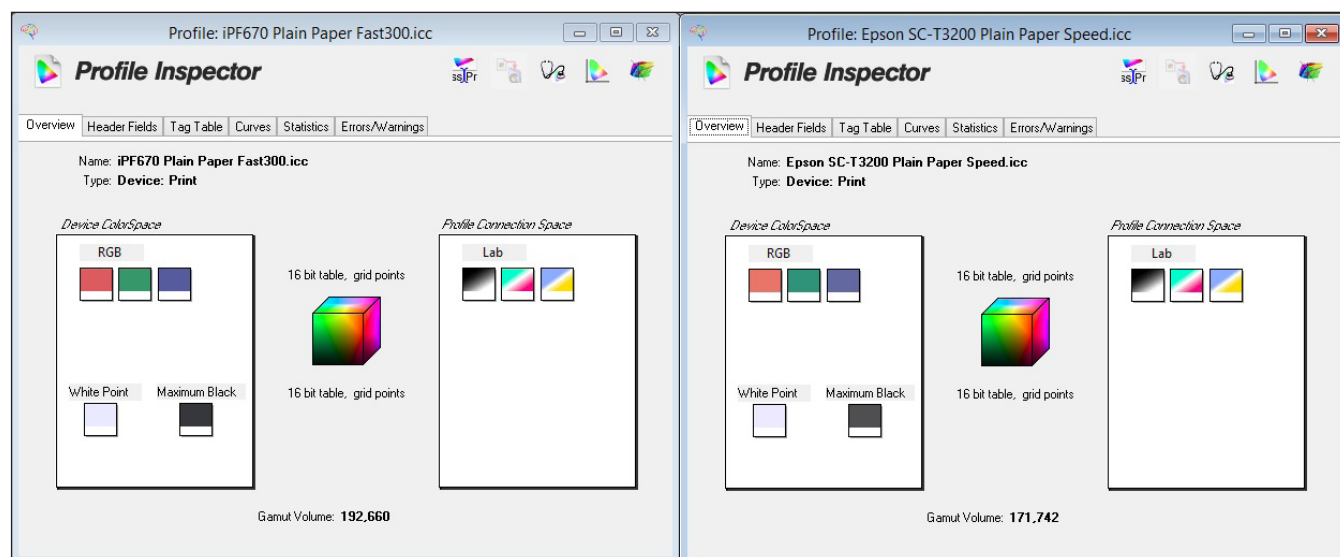 Profile: iPF670 Plain Paper Fast300.icc
Profile Inspector
ss Pr
Overview Header Fields Tag Table Curves Statistics Errors/Warnings
Name: iPF670 Plain Paper Fast300.icc
Type: Device: Print
Device ColorSpace
Profile Connection Space
RGB
Lab
16 bit table, grid points
White Point Maximum Black
16 bit table, grid points
Gamut Volume: 192,660
Profile: Epson SC-T3200 Plain Paper Speed.icc
Profile Inspector
ss Pr
Overview Header Fields Tag Table Curves Statistics Errors/Warnings
Name: Epson SC-T3200 Plain Paper Speed.icc
Type: Device: Print
Device ColorSpace
Profile Connection Space
RGB
Lab
16 bit table, grid points
White Point Maximum Black
16 bit table, grid points
Gamut Volume: 171,742